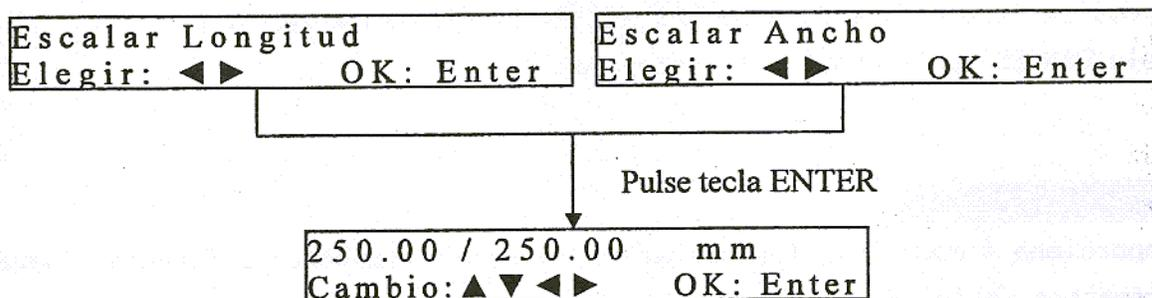 Escalar Longitud
Elegir: ◀ ▶ OK: Enter
Escalar Ancho
Elegir: ◀ ▶ OK: Enter
Pulse tecla ENTER
250.00 / 250.00 mm
Cambio: ▲ ▼ ◀ ▶ OK: Enter